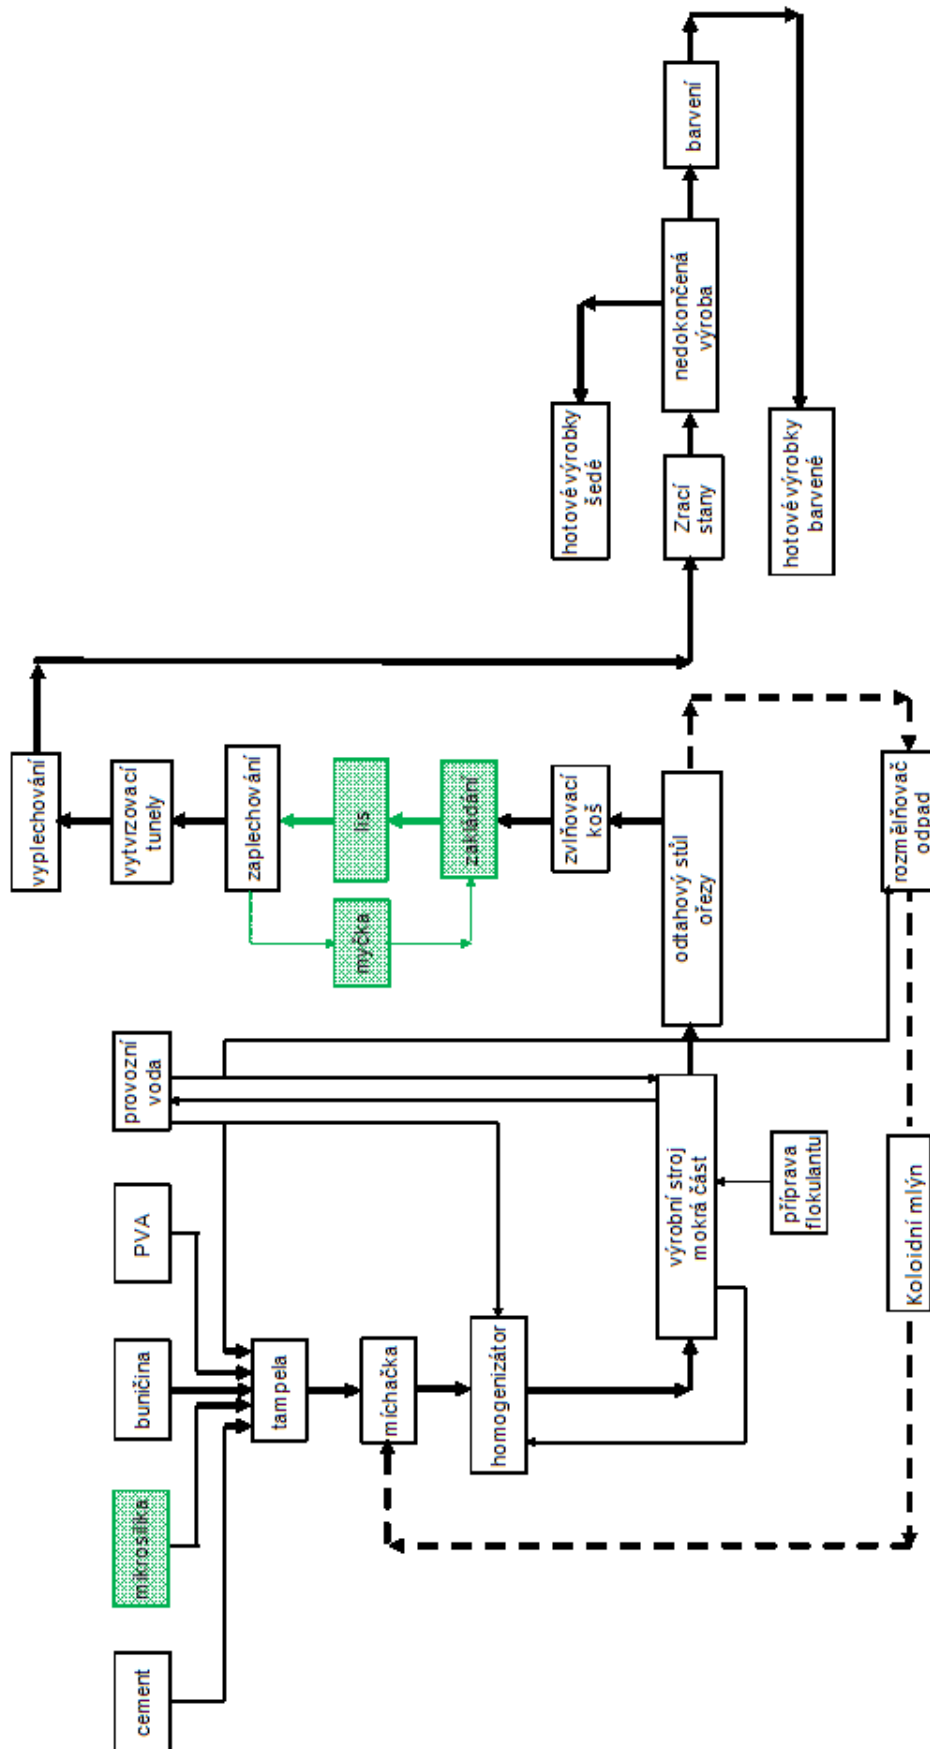 cement
mikrosilika
buničina
PVA
provozní
voda
tampela
míchačka
homogenizátor
výrobní stroj
mokrá část
příprava
flokulantu
Koloidní mlýn
vyplechování
vytvrzovací
tunely
zaplechování
myčka
lis
zakládání
zvlňovací
koš
odtahový stůl
ořezy
rozmělňovač
odpad
hotové výrobky
šedé
Zrací
stany
nedokončená
výroba
barvení
hotové výrobky
barvené